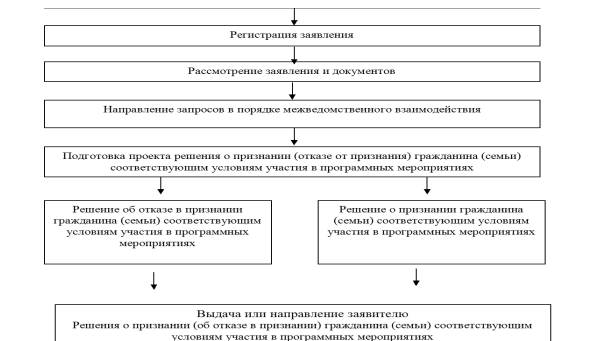 Регистрация заявления
Рассмотрение заявления и документов
Направление запросов в порядке межведомственного взаимодействия
Подготовка проекта решения о признании (отказе от признания) гражданина (семьи)
соответствующим условиям участия в программных мероприятиях
Решение об отказе в признании
гражданина (семьи) соответствующим
условиям участия в программных
мероприятиях
Решение о признании гражданина
(семьи) соответствующим условиям
участия в программных мероприятиях
Выдача или направление заявителю
Решения о признании (об отказе в признании) гражданина (семьи) соответствующим
условиям участия в программных мероприятиях